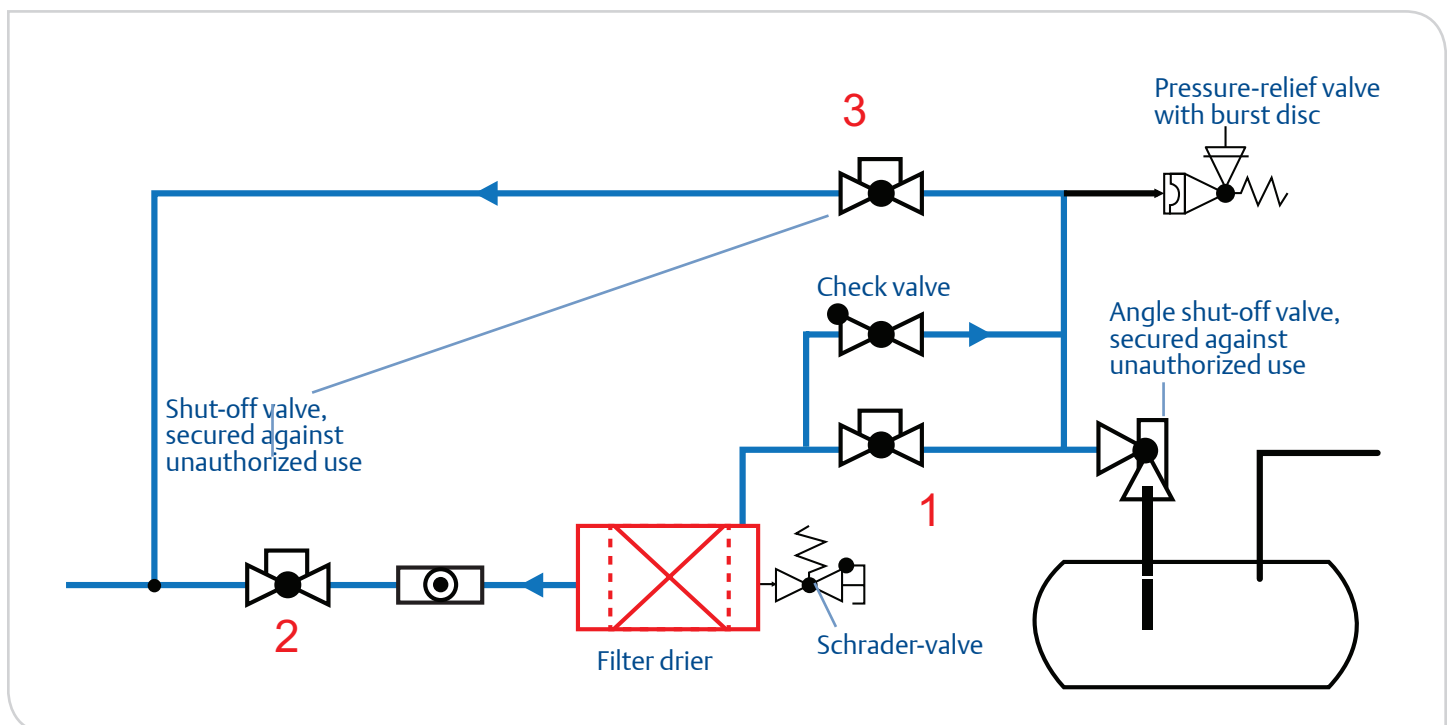 3
Pressure-relief valve
with burst disc
Check valve
Angle shut-off valve,
secured against
unauthorized use
Shut-off valve,
secured against
unauthorized use
1
2
Filter drier
Schrader-valve